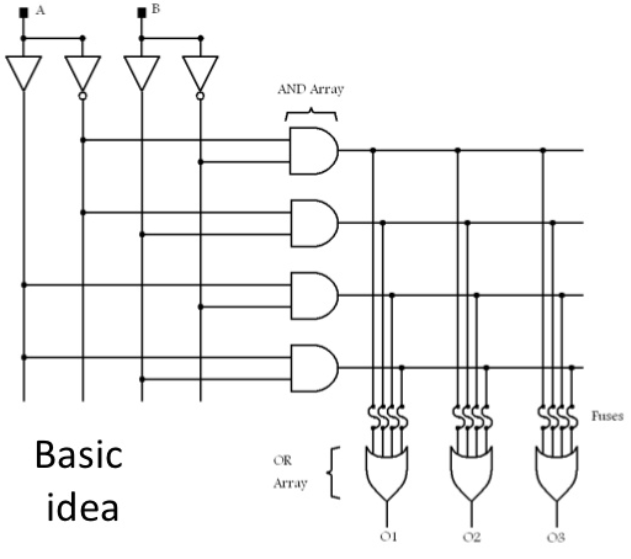 A
B
AND Array
Fuses
OR
Array
Basic
idea
O1
O2
O3